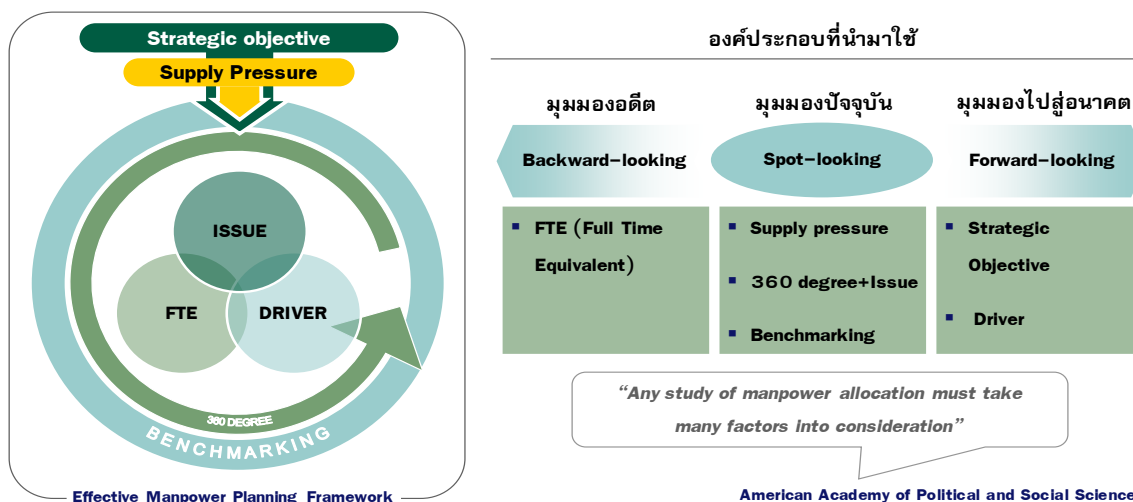 Strategic objective
Supply Pressure
ISSUE
FTE
DRIVER
360 DEGREE
BENCHMARKING
Effective Manpower Planning Framework
องค์ประกอบที่นำมาใช้
มุมมองอดีต
มุมมองปัจจุบัน
มุมมองไปสู่อนาคต
Backward-looking
Spot-looking
Forward-looking
▪ FTE (Full Time
Equivalent)
▪ Supply pressure
▪ 360 degree+Issue
▪ Benchmarking
▪ Strategic
Objective
▪ Driver
“Any study of manpower allocation must take
many factors into consideration”
American Academy of Political and Social Science